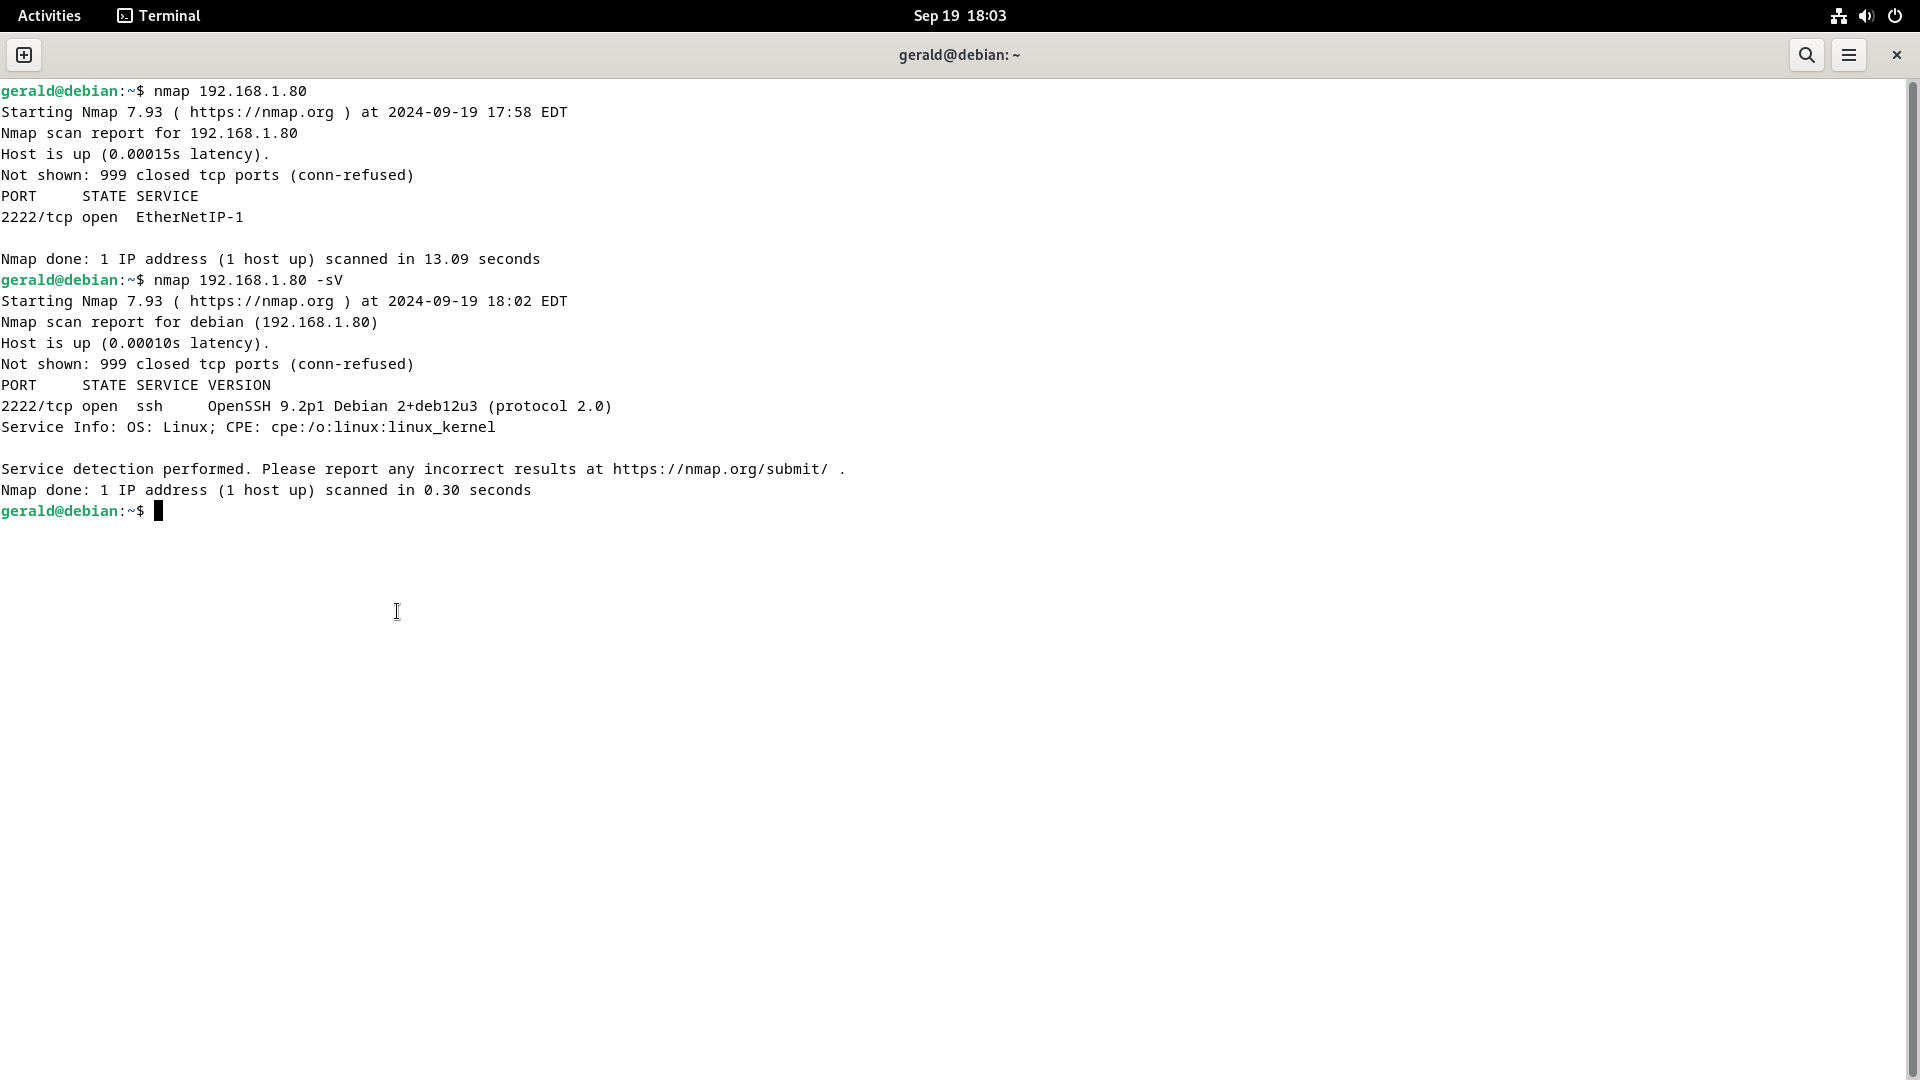 Activities Terminal Sep 19 18:03
gerald@debian: ~
gerald@debian:~$ nmap 192.168.1.80
Starting Nmap 7.93 ( https://nmap.org ) at 2024-09-19 17:58 EDT
Nmap scan report for 192.168.1.80
Host is up (0.00015s latency).
Not shown: 999 closed tcp ports (conn-refused)
PORT     STATE SERVICE
2222/tcp open  EtherNetIP-1

Nmap done: 1 IP address (1 host up) scanned in 13.09 seconds
gerald@debian:~$ nmap 192.168.1.80 -sV
Starting Nmap 7.93 ( https://nmap.org ) at 2024-09-19 18:02 EDT
Nmap scan report for debian (192.168.1.80)
Host is up (0.00010s latency).
Not shown: 999 closed tcp ports (conn-refused)
PORT     STATE SERVICE VERSION
2222/tcp open  ssh     OpenSSH 9.2p1 Debian 2+deb12u3 (protocol 2.0)
Service Info: OS: Linux; CPE: cpe:/o:linux:linux_kernel

Service detection performed. Please report any incorrect results at https://nmap.org/submit/ .
Nmap done: 1 IP address (1 host up) scanned in 0.30 seconds
gerald@debian:~$